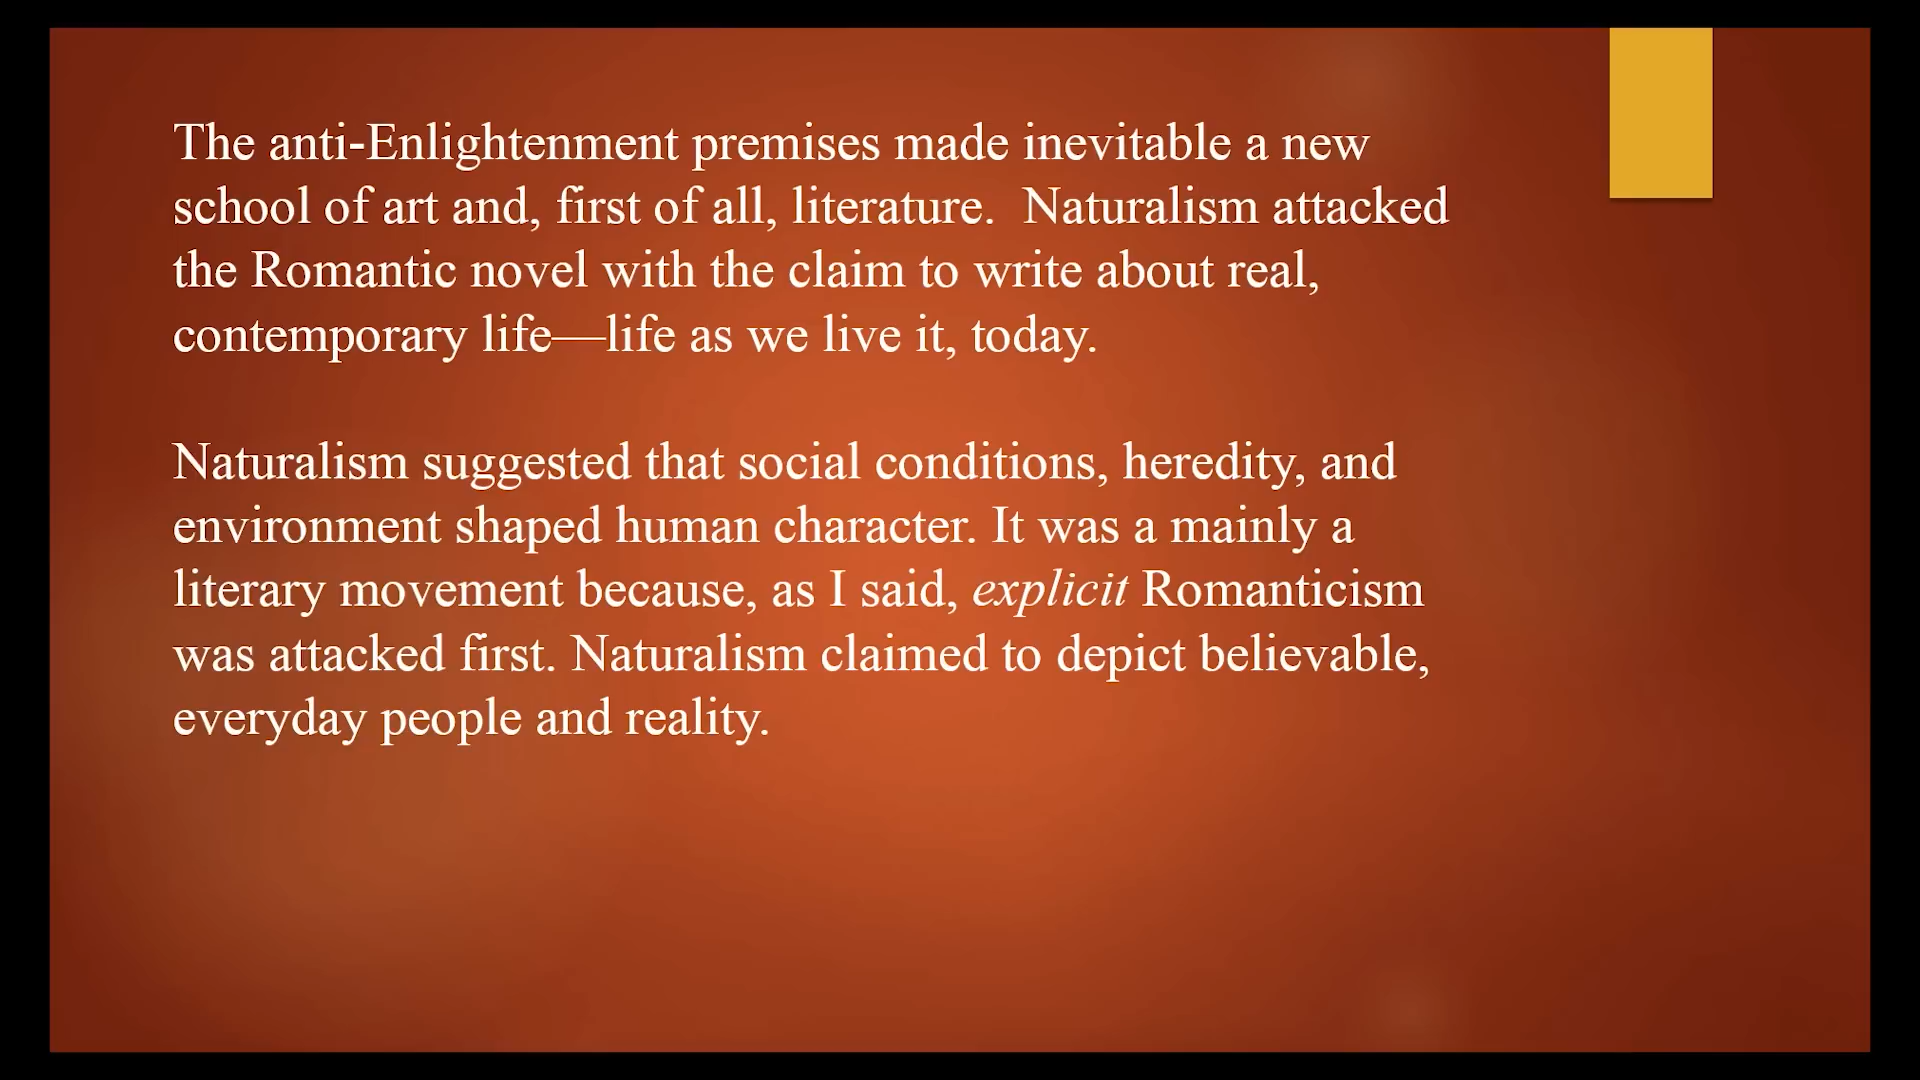 The anti-Enlightenment premises made inevitable a new
school of art and, first of all, literature.  Naturalism attacked
the Romantic novel with the claim to write about real,
contemporary life—life as we live it, today.
Naturalism suggested that social conditions, heredity, and
environment shaped human character. It was a mainly a
literary movement because, as I said, explicit Romanticism
was attacked first. Naturalism claimed to depict believable,
everyday people and reality.